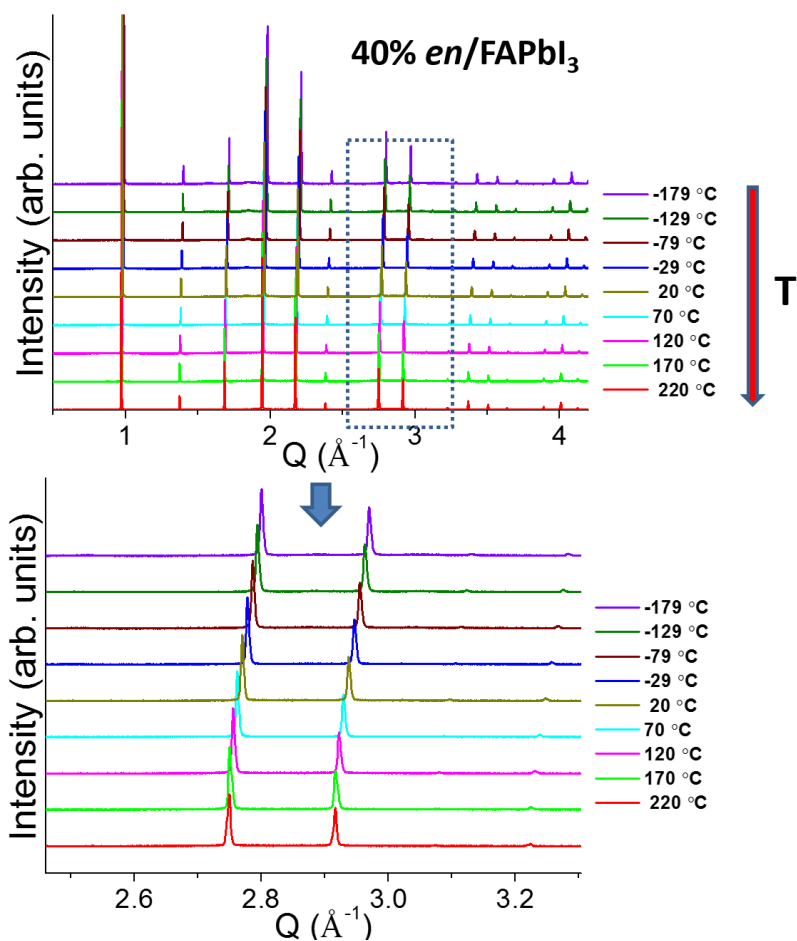 40% en/FAPbI₃
Intensity (arb. units)
-179 °C
-129 °C
-79 °C
-29 °C
20 °C
70 °C
120 °C
170 °C
220 °C
T
1 2 3 4
Q (Å⁻¹)
Intensity (arb. units)
-179 °C
-129 °C
-79 °C
-29 °C
20 °C
70 °C
120 °C
170 °C
220 °C
2.6 2.8 3.0 3.2
Q (Å⁻¹)